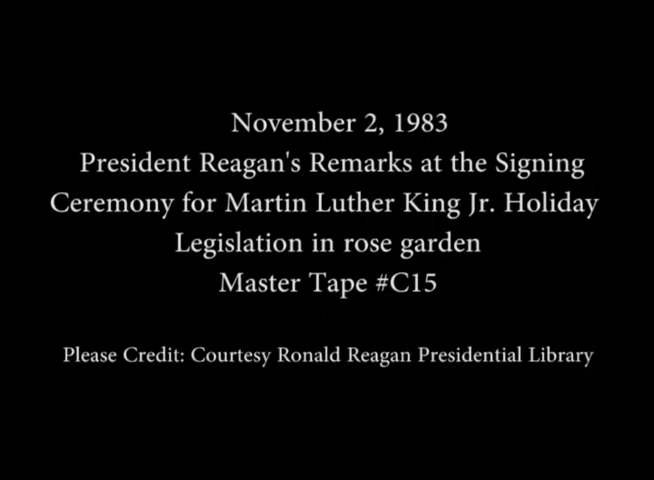 November 2, 1983
President Reagan's Remarks at the Signing
Ceremony for Martin Luther King Jr. Holiday
Legislation in rose garden
Master Tape #C15
Please Credit: Courtesy Ronald Reagan Presidential Library